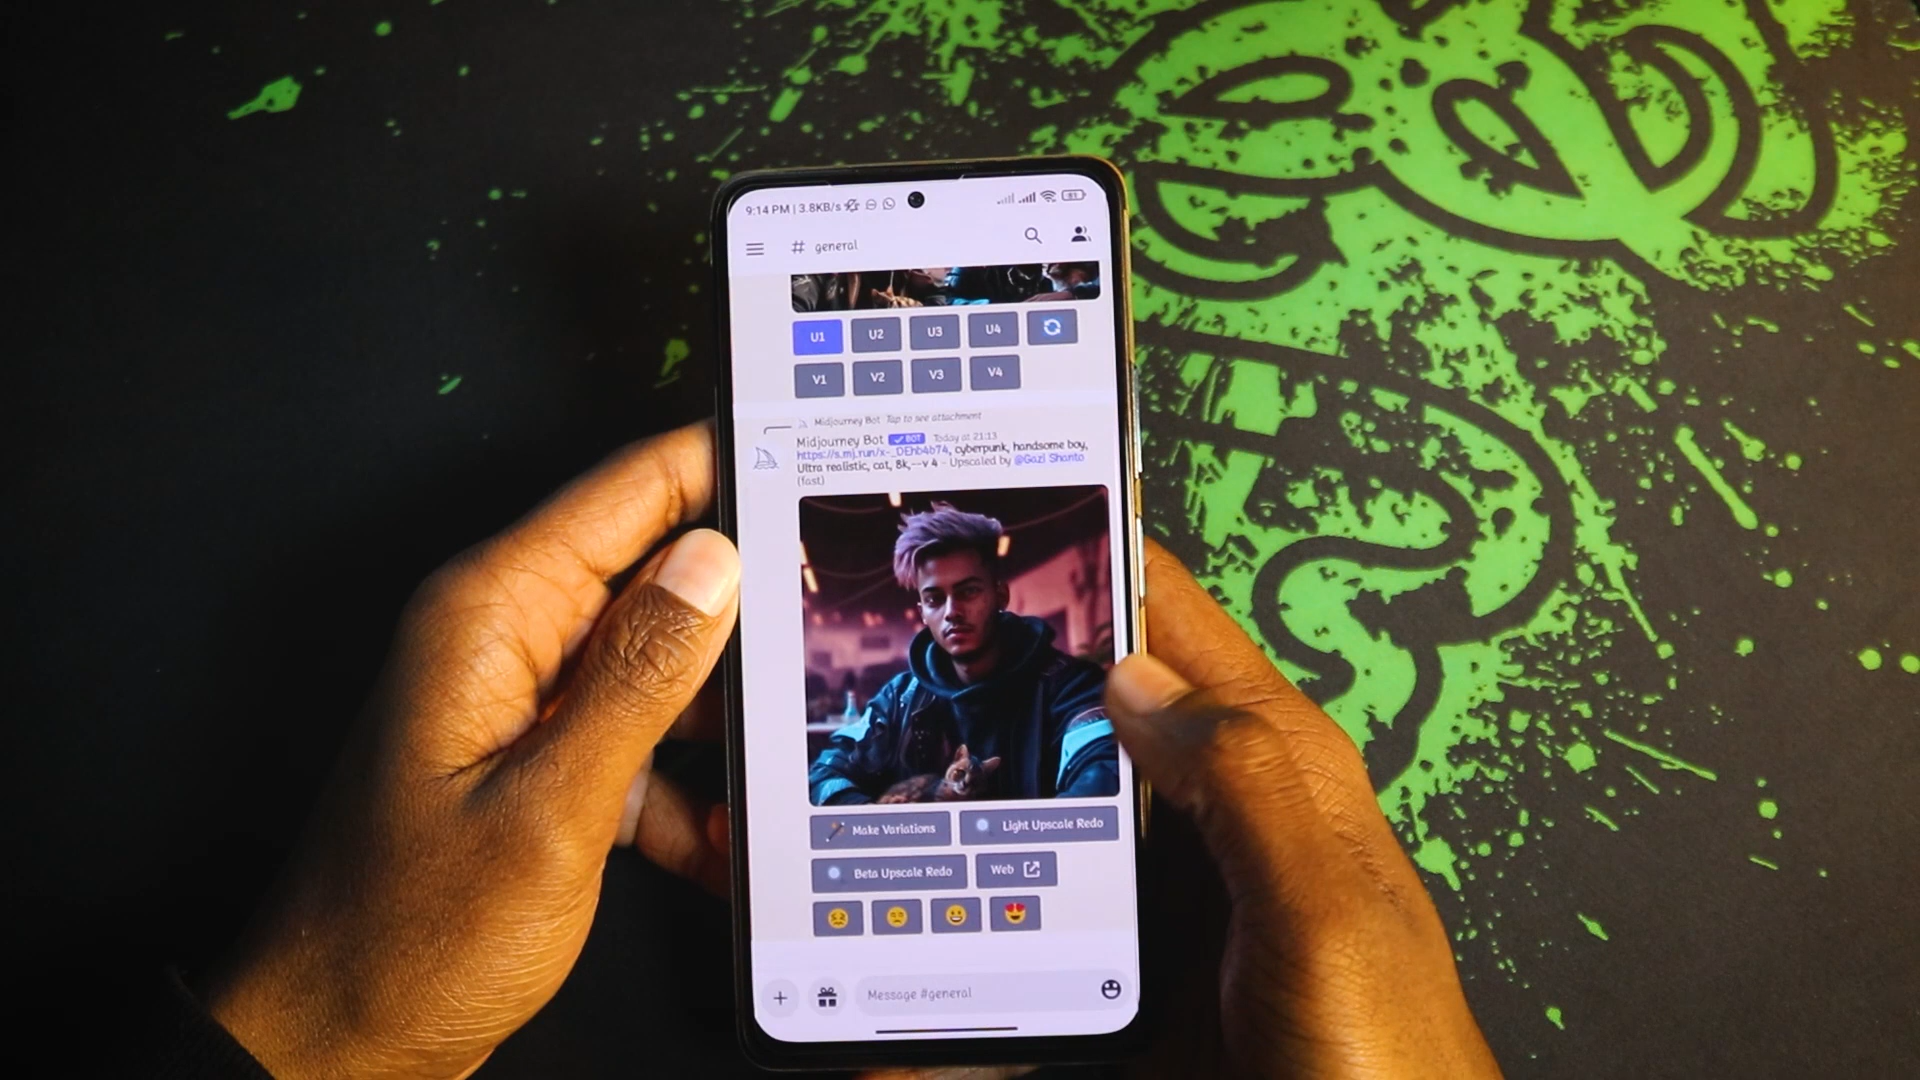 9:14 PM | 3.8KB/s
81
# general
U1 U2 U3 U4
V1 V2 V3 V4
Midjourney Bot Tap to see attachment
Midjourney Bot BOT Today at 21:13
https://s.mj.run/x-_DEhb4b74, cyberpunk, handsome boy,
Ultra realistic, cat, 8k,--v 4 - Upscaled by @Gazi Shanto
(fast)
Make Variations Light Upscale Redo
Beta Upscale Redo Web
Message #general